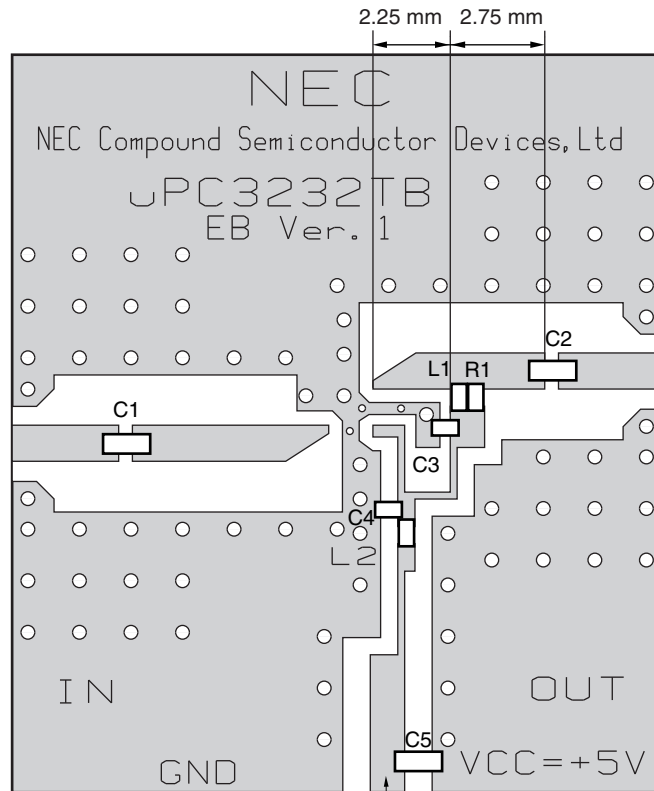 2.25 mm 2.75 mm
NEC
NEC Compound Semiconductor Devices,Ltd
uPC3232TB
EB Ver. 1
C2
L1 R1
C1
C3
C4
L2
IN OUT
C5
GND VCC=+5V